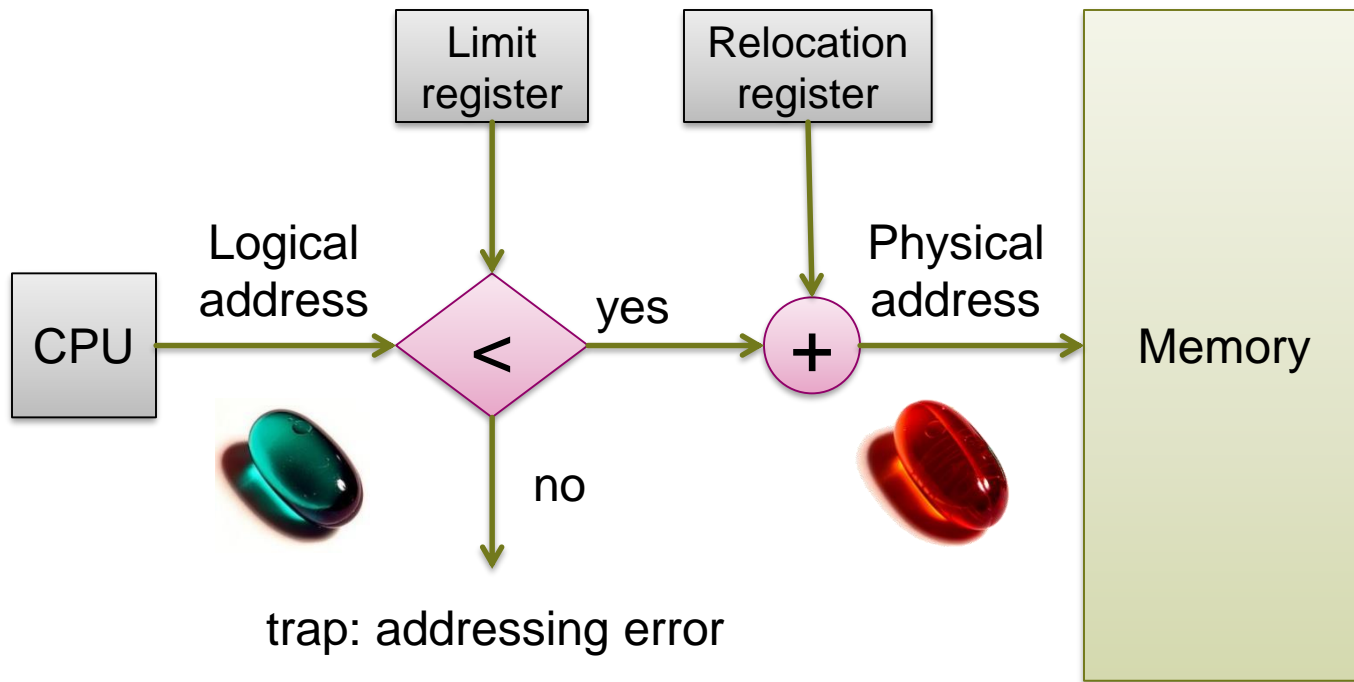 Limit
register
Relocation
register
Logical
address
Physical
address
CPU
<
yes
+
Memory
no
trap: addressing error